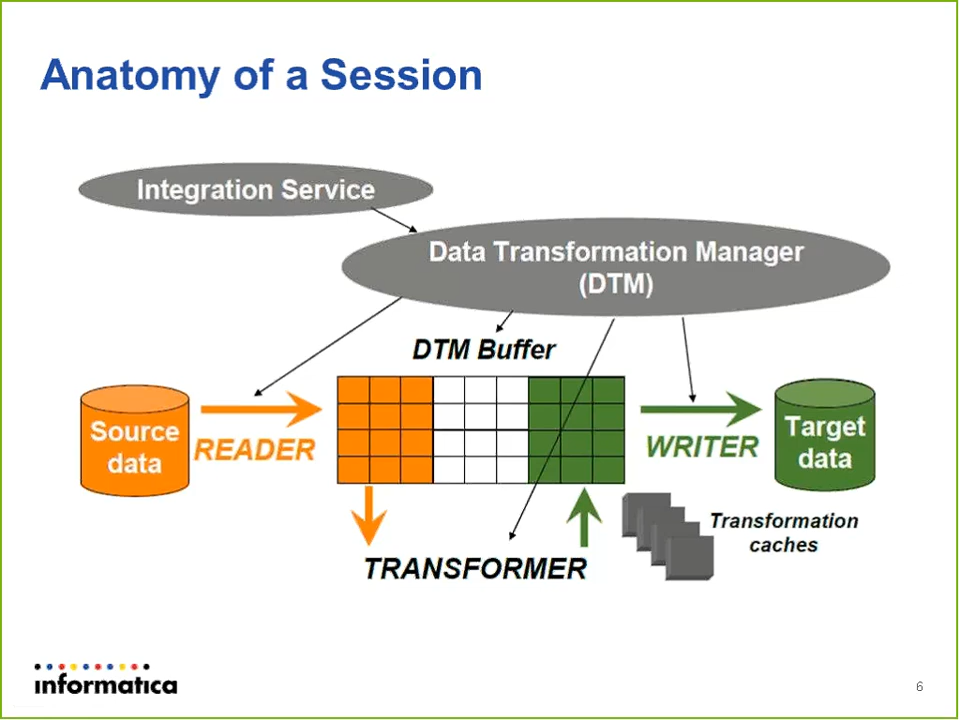 Anatomy of a Session
Integration Service
Data Transformation Manager
(DTM)
DTM Buffer
Source
data
READER
WRITER
Target
data
TRANSFORMER
Transformation
caches
informatica
6